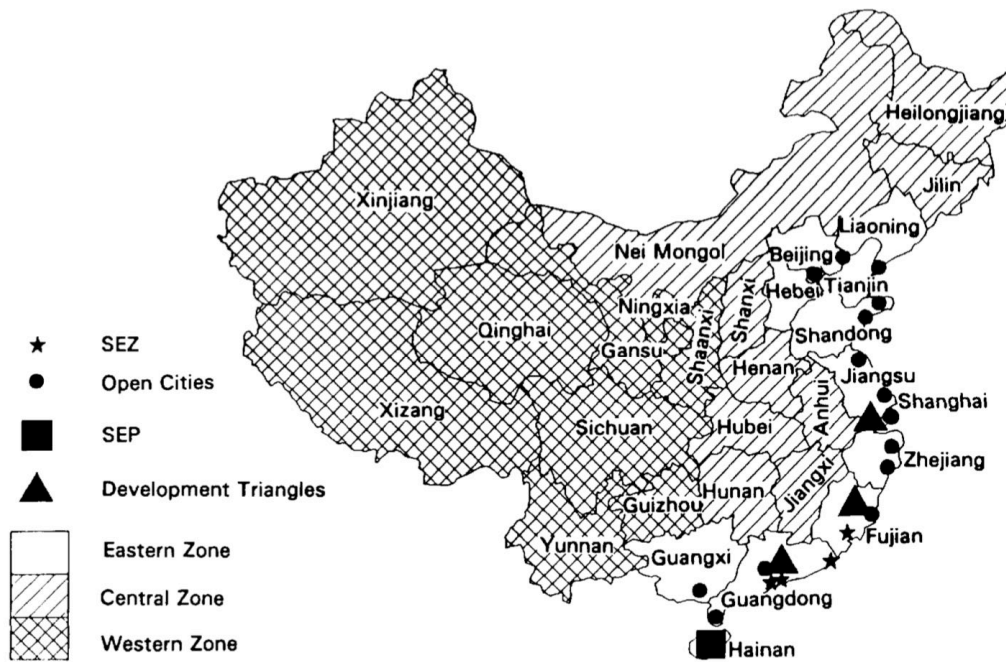 Heilongjiang
Jilin
Xinjiang
Liaoning
Nei Mongol
Beijing
Hebei
Tianjin
Ningxia
Shanxi
Qinghai
Shaanxi
Shandong
SEZ
Gansu
Henan
Open Cities
Jiangsu
Anhui
Shanghai
Xizang
Sichuan
Hubei
SEP
Zhejiang
Jiangxi
Development Triangles
Guizhou
Hunan
Fujian
Yunnan
Eastern Zone
Guangxi
Central Zone
Guangdong
Western Zone
Hainan